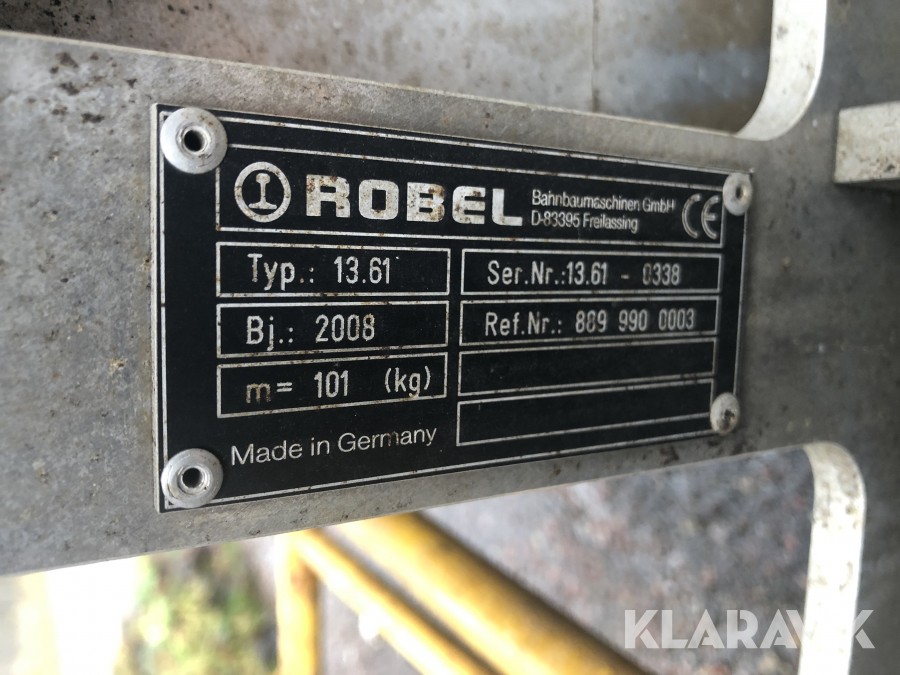 ROBEL
Bahnbaumaschinen GmbH
D-83395 Freilassing
CE
Typ.: 13.61
Ser.Nr.:13.61 - 0338
Bj.: 2008
Ref.Nr.: 889 990 0003
m= 101 (kg)
Made in Germany
KLARAVIK